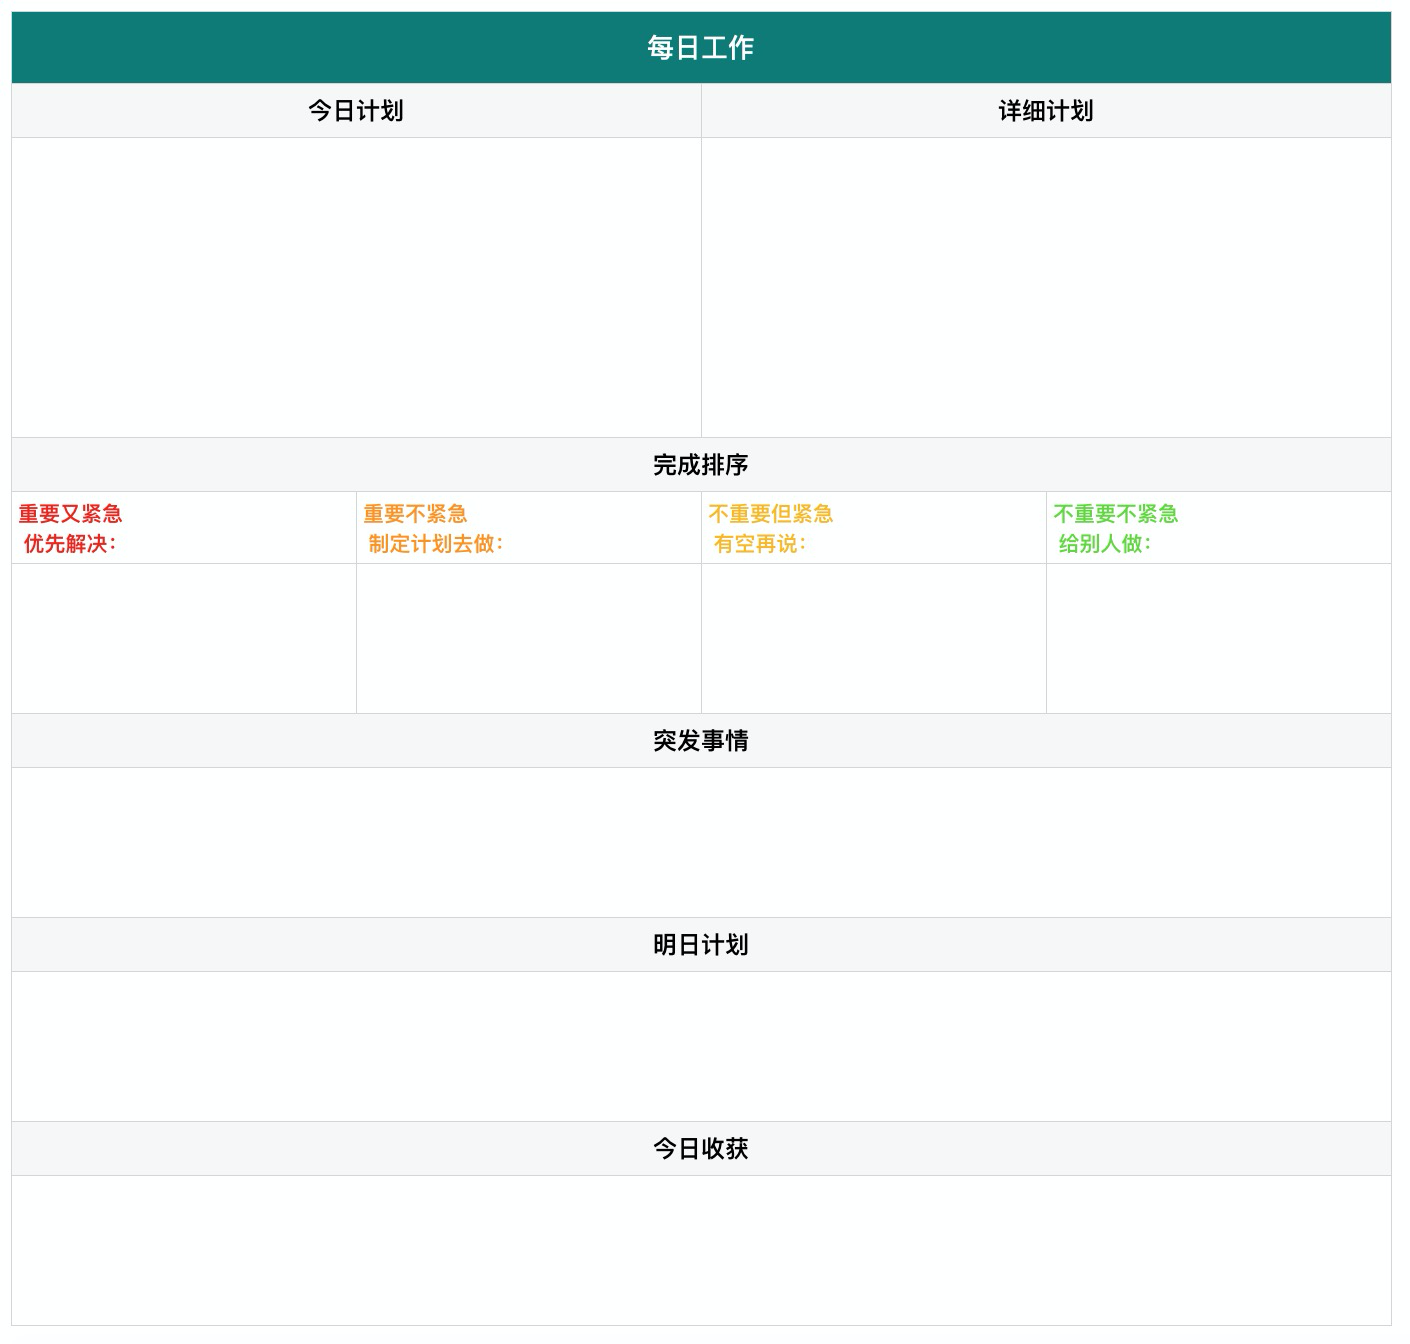 每日工作
今日计划
详细计划
完成排序
重要又紧急
优先解决：
重要不紧急
制定计划去做：
不重要但紧急
有空再说：
不重要不紧急
给别人做：
突发事情
明日计划
今日收获